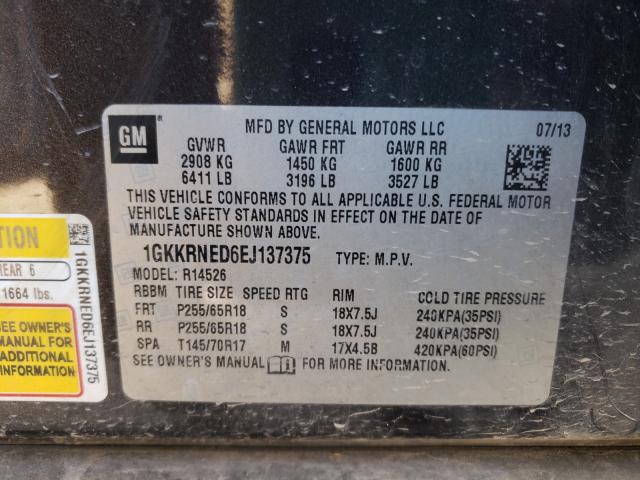 GM
MFD BY GENERAL MOTORS LLC 07/13
GVWR GAWR FRT GAWR RR
2908 KG 1450 KG 1600 KG
6411 LB 3196 LB 3527 LB
THIS VEHICLE CONFORMS TO ALL APPLICABLE U.S. FEDERAL MOTOR
VEHICLE SAFETY STANDARDS IN EFFECT ON THE DATE OF
MANUFACTURE SHOWN ABOVE.
1GKKRNED6EJ137375 TYPE: M.P.V.
MODEL: R14526
RBBM TIRE SIZE SPEED RTG RIM COLD TIRE PRESSURE
FRT P255/65R18 S 18X7.5J 240KPA(35PSI)
RR P255/65R18 S 18X7.5J 240KPA(35PSI)
SPA T145/70R17 M 17X4.5B 420KPA(60PSI)
SEE OWNER'S MANUAL FOR MORE INFORMATION.
TION
REAR 6
1664 lbs.
SEE OWNER'S
MANUAL FOR
ADDITIONAL
INFORMATION
1GKKRNED6EJ137375